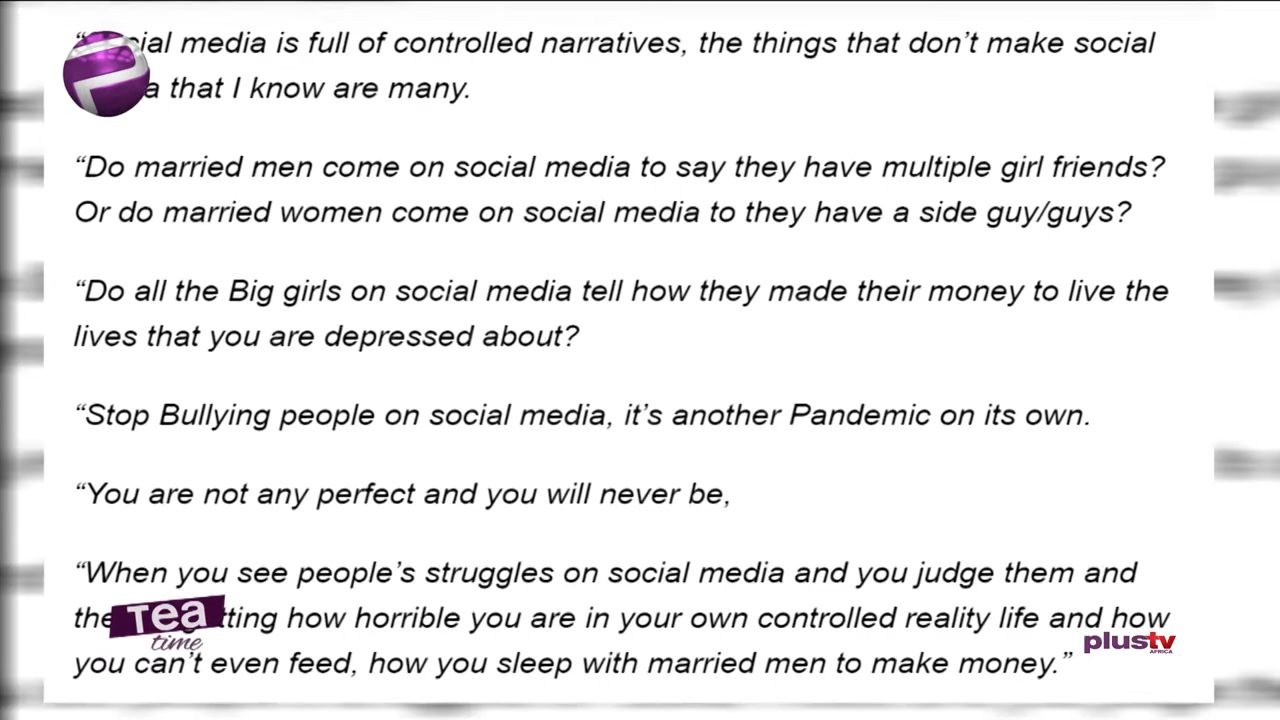 “ ial media is full of controlled narratives, the things that don’t make social
a that I know are many.
“Do married men come on social media to say they have multiple girl friends?
Or do married women come on social media to they have a side guy/guys?
“Do all the Big girls on social media tell how they made their money to live the
lives that you are depressed about?
“Stop Bullying people on social media, it’s another Pandemic on its own.
“You are not any perfect and you will never be,
“When you see people’s struggles on social media and you judge them and
the tting how horrible you are in your own controlled reality life and how
you can’t even feed, how you sleep with married men to make money.”
Tea
time
plustv
AFRICA